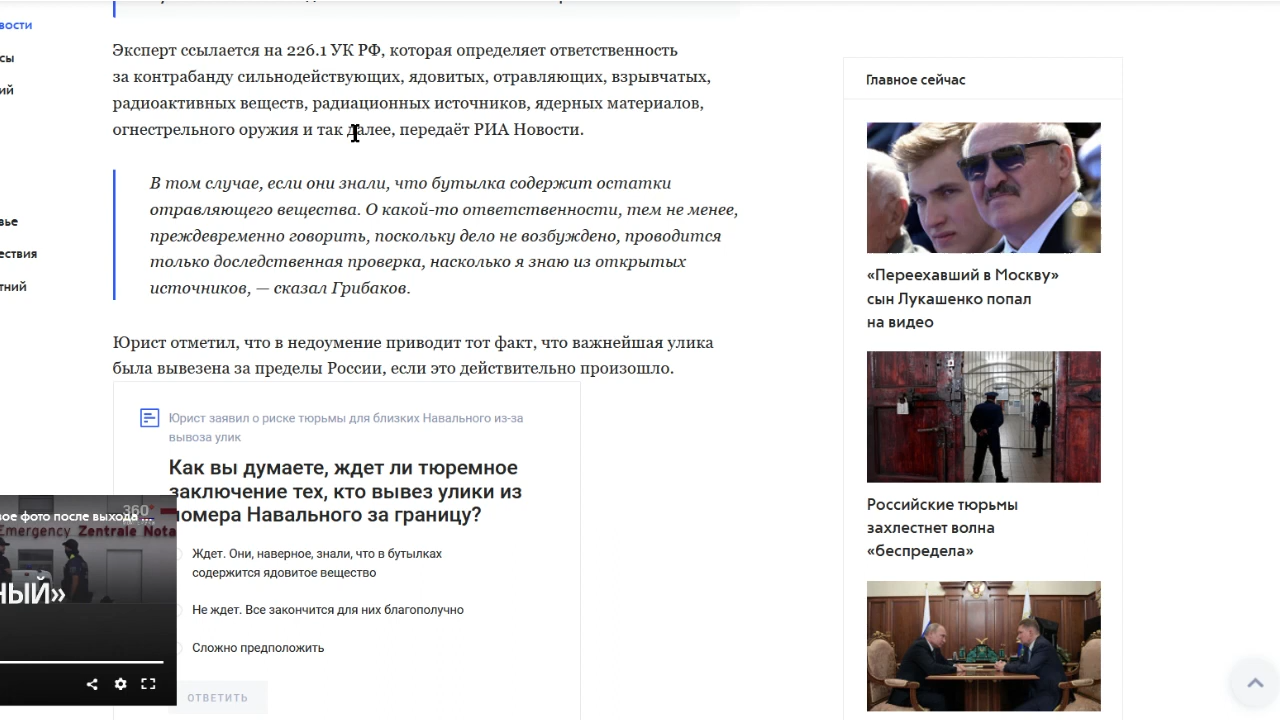 вости
сы
ий
вье
ествия
тний
Эксперт ссылается на 226.1 УК РФ, которая определяет ответственность
за контрабанду сильнодействующих, ядовитых, отравляющих, взрывчатых,
радиоактивных веществ, радиационных источников, ядерных материалов,
огнестрельного оружия и так далее, передаёт РИА Новости.
В том случае, если они знали, что бутылка содержит остатки
отравляющего вещества. О какой-то ответственности, тем не менее,
преждевременно говорить, поскольку дело не возбуждено, проводится
только доследственная проверка, насколько я знаю из открытых
источников, — сказал Грибаков.
Юрист отметил, что в недоумение приводит тот факт, что важнейшая улика
была вывезена за пределы России, если это действительно произошло.
Юрист заявил о риске тюрьмы для близких Навального из-за
вывоза улик
Как вы думаете, ждет ли тюремное
заключение тех, кто вывез улики из
номера Навального за границу?
Ждет. Они, наверное, знали, что в бутылках
содержится ядовитое вещество
Не ждет. Все закончится для них благополучно
Сложно предположить
ОТВЕТИТЬ
вое фото после выхода ...
360°
Emergency Zentrale Nota
НЫЙ»
Главное сейчас
«Переехавший в Москву»
сын Лукашенко попал
на видео
Российские тюрьмы
захлестнет волна
«беспредела»